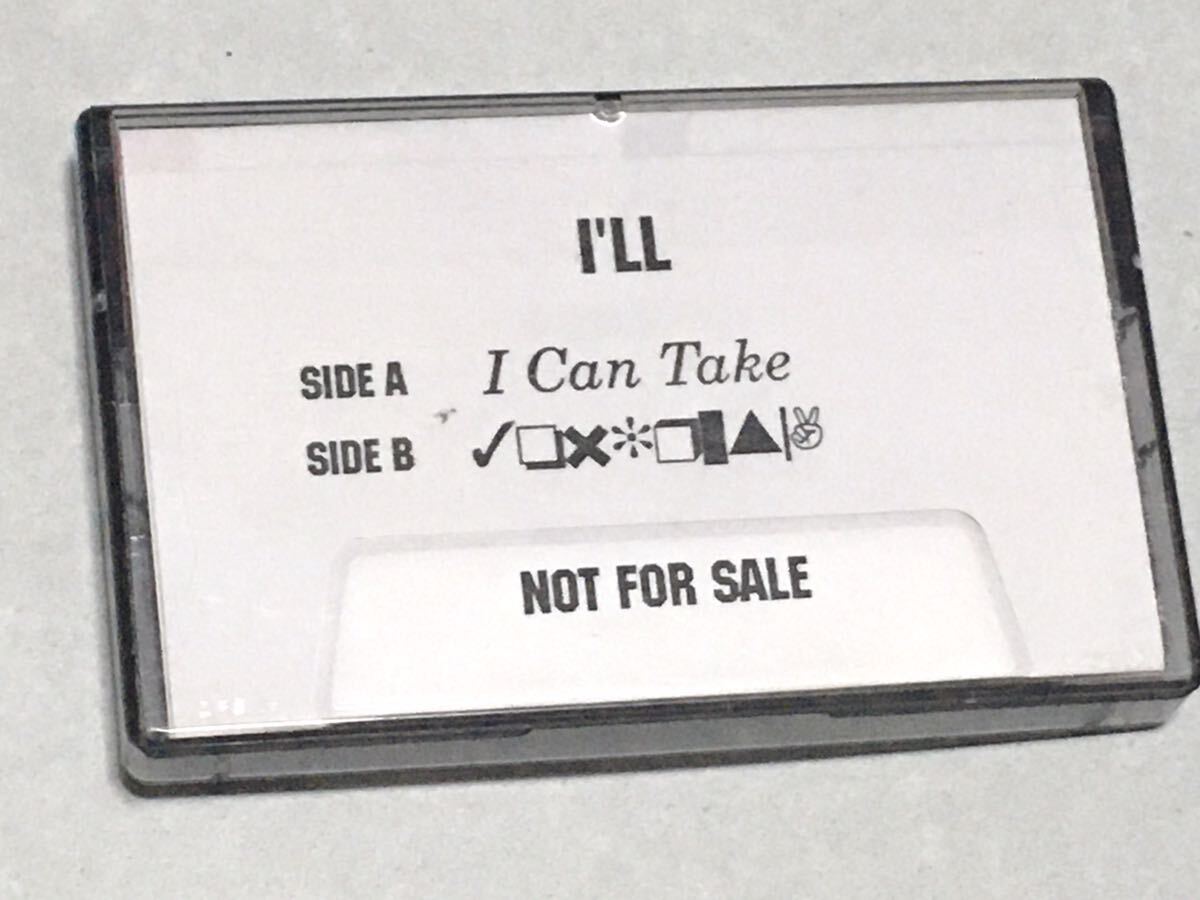 I'LL
SIDE A I Can Take
SIDE B ✓❏✖✼❒▌▲|✌
NOT FOR SALE